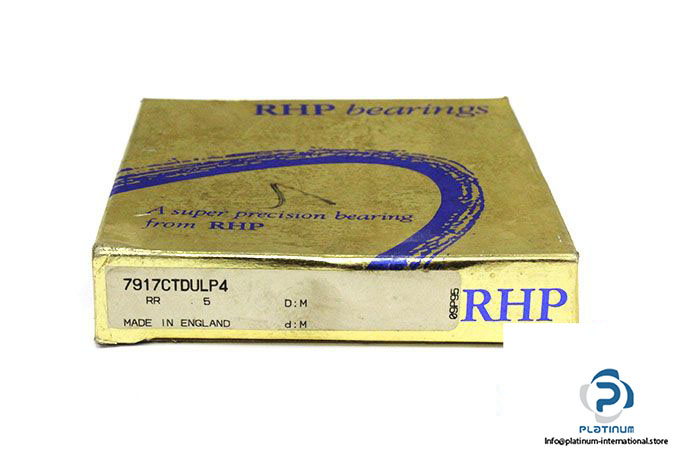 RHP bearings
A super precision bearing
from RHP
7917CTDULP4
RR 5 D:M
MADE IN ENGLAND d:M
09P95
RHP
PLATINUM
Info@platinum-international.store